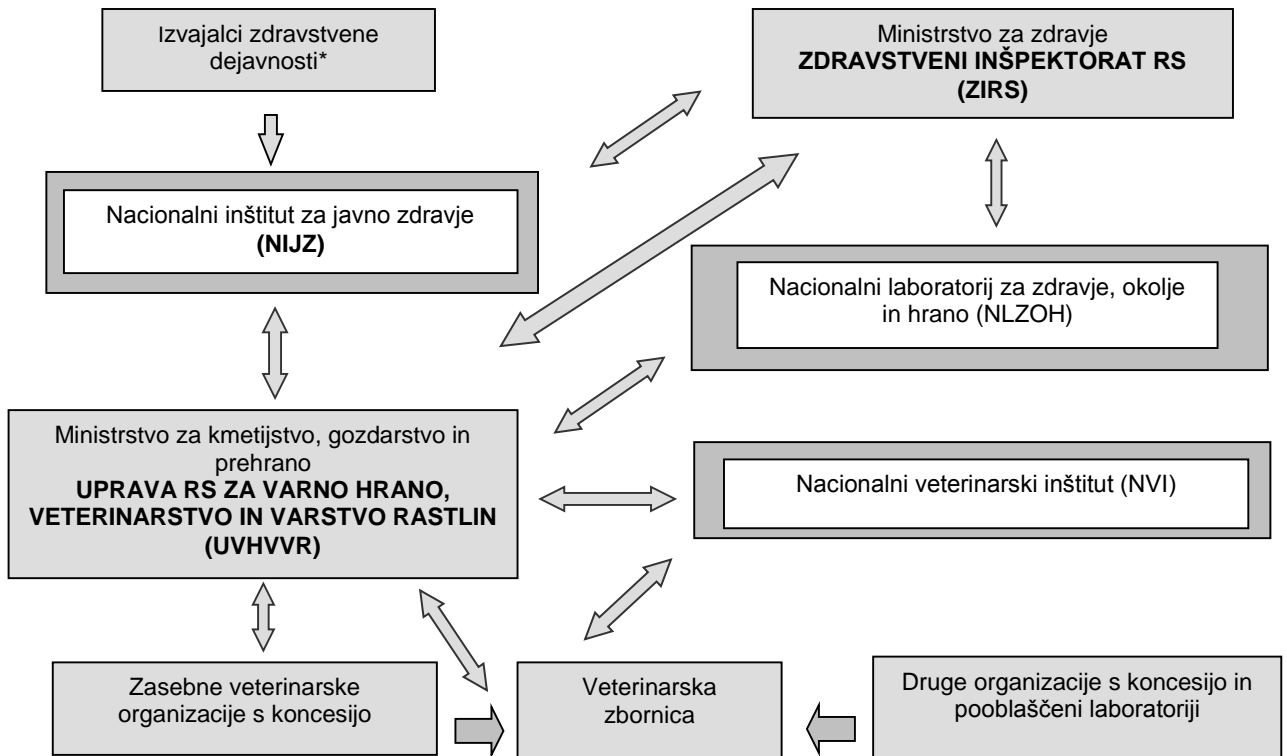 Izvajalci zdravstvene
dejavnosti*
Ministrstvo za zdravje
ZDRAVSTVENI INŠPEKTORAT RS
(ZIRS)
Nacionalni inštitut za javno zdravje
(NIJZ)
Nacionalni laboratorij za zdravje, okolje
in hrano (NLZOH)
Ministrstvo za kmetijstvo, gozdarstvo in
prehrano
UPRAVA RS ZA VARNO HRANO,
VETERINARSTVO IN VARSTVO RASTLIN
(UVHVVR)
Nacionalni veterinarski inštitut (NVI)
Zasebne veterinarske
organizacije s koncesijo
Veterinarska
zbornica
Druge organizacije s koncesijo in
pooblaščeni laboratoriji